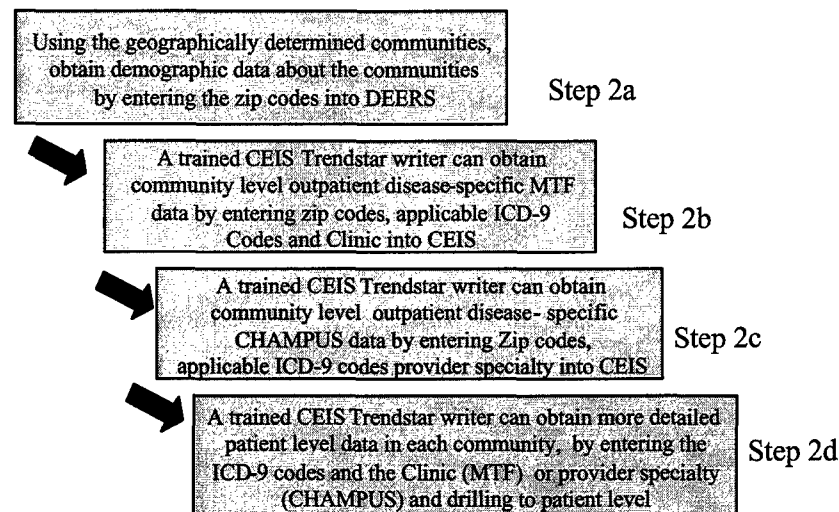 Using the geographically determined communities,
obtain demographic data about the communities
by entering the zip codes into DEERS
Step 2a
A trained CEIS Trendstar writer can obtain
community level outpatient disease-specific MTF
data by entering zip codes, applicable ICD-9
Codes and Clinic into CEIS
Step 2b
A trained CEIS Trendstar writer can obtain
community level outpatient disease- specific
CHAMPUS data by entering Zip codes,
applicable ICD-9 codes provider specialty into CEIS
Step 2c
A trained CEIS Trendstar writer can obtain more detailed
patient level data in each community, by entering the
ICD-9 codes and the Clinic (MTF) or provider specialty
(CHAMPUS) and drilling to patient level
Step 2d